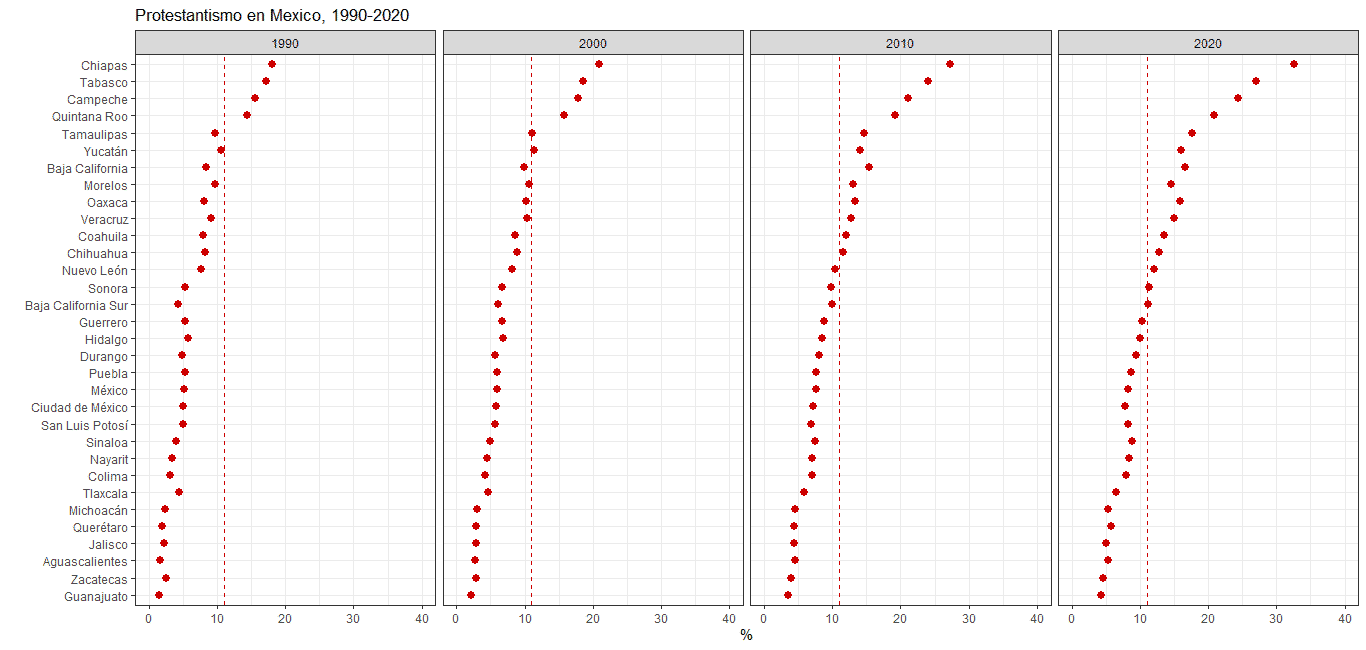 Protestantismo en Mexico, 1990-2020
1990 2000 2010 2020
Chiapas
Tabasco
Campeche
Quintana Roo
Tamaulipas
Yucatán
Baja California
Morelos
Oaxaca
Veracruz
Coahuila
Chihuahua
Nuevo León
Sonora
Baja California Sur
Guerrero
Hidalgo
Durango
Puebla
México
Ciudad de México
San Luis Potosí
Sinaloa
Nayarit
Colima
Tlaxcala
Michoacán
Querétaro
Jalisco
Aguascalientes
Zacatecas
Guanajuato
0 10 20 30 40 0 10 20 30 40 0 10 20 30 40 0 10 20 30 40
%